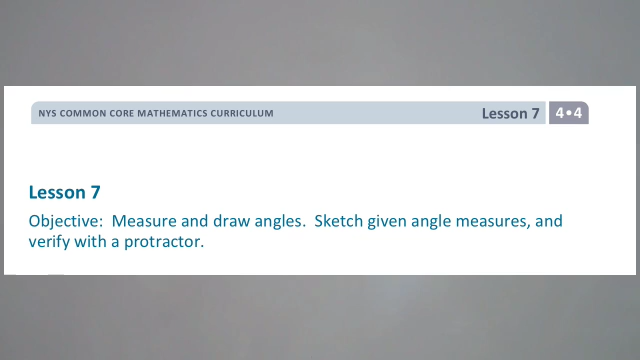 NYS COMMON CORE MATHEMATICS CURRICULUM Lesson 7 4•4
Lesson 7
Objective: Measure and draw angles. Sketch given angle measures, and
verify with a protractor.